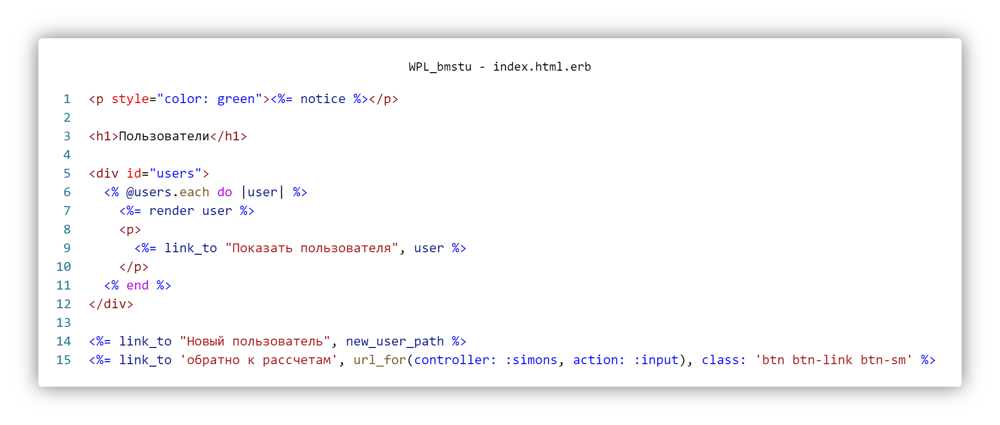 WPL_bmstu - index.html.erb
1 <p style="color: green"><%= notice %></p>
2
3 <h1>Пользователи</h1>
4
5 <div id="users">
6   <% @users.each do |user| %>
7     <%= render user %>
8     <p>
9       <%= link_to "Показать пользователя", user %>
10     </p>
11   <% end %>
12 </div>
13
14 <%= link_to "Новый пользователь", new_user_path %>
15 <%= link_to 'обратно к рассчетам', url_for(controller: :simons, action: :input), class: 'btn btn-link btn-sm' %>